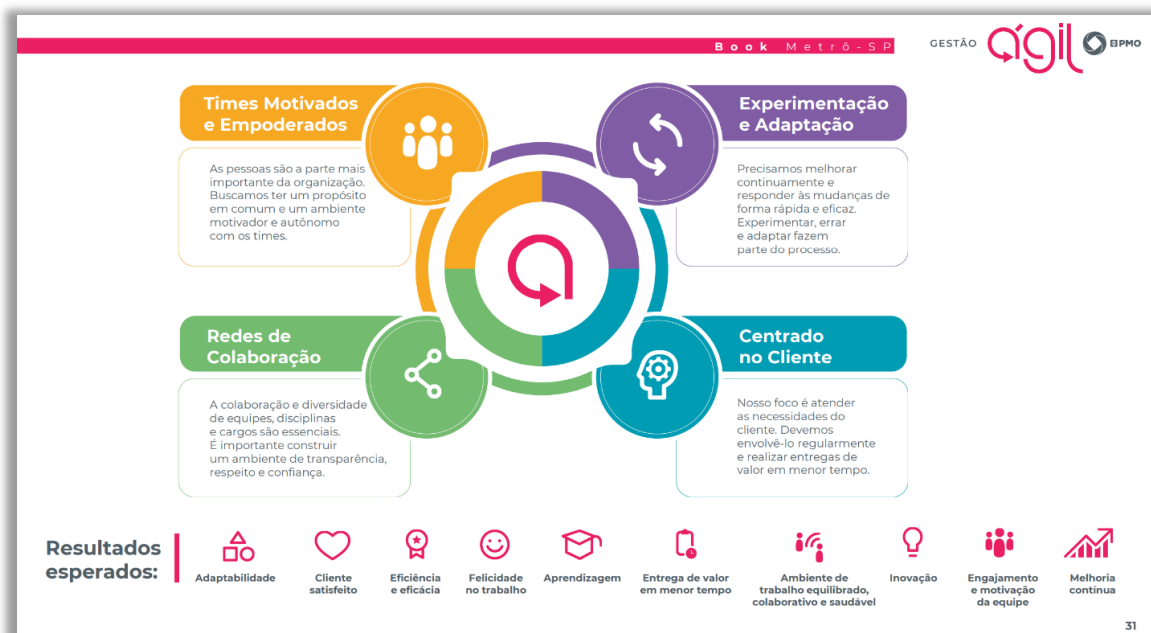 Book Metrô-SP
GESTÃO ágil EPMO
Times Motivados
e Empoderados
As pessoas são a parte mais
importante da organização.
Buscamos ter um propósito
em comum e um ambiente
motivador e autônomo
com os times.
Experimentação
e Adaptação
Precisamos melhorar
continuamente e
responder às mudanças de
forma rápida e eficaz.
Experimentar, errar
e adaptar fazem
parte do processo.
Redes de
Colaboração
A colaboração e diversidade
de equipes, disciplinas
e cargos são essenciais.
É importante construir
um ambiente de transparência,
respeito e confiança.
Centrado
no Cliente
Nosso foco é atender
as necessidades do
cliente. Devemos
envolvê-lo regularmente
e realizar entregas de
valor em menor tempo.
Resultados
esperados:
Adaptabilidade
Cliente
satisfeito
Eficiência
e eficácia
Felicidade
no trabalho
Aprendizagem
Entrega de valor
em menor tempo
Ambiente de
trabalho equilibrado,
colaborativo e saudável
Inovação
Engajamento
e motivação
da equipe
Melhoria
contínua
31